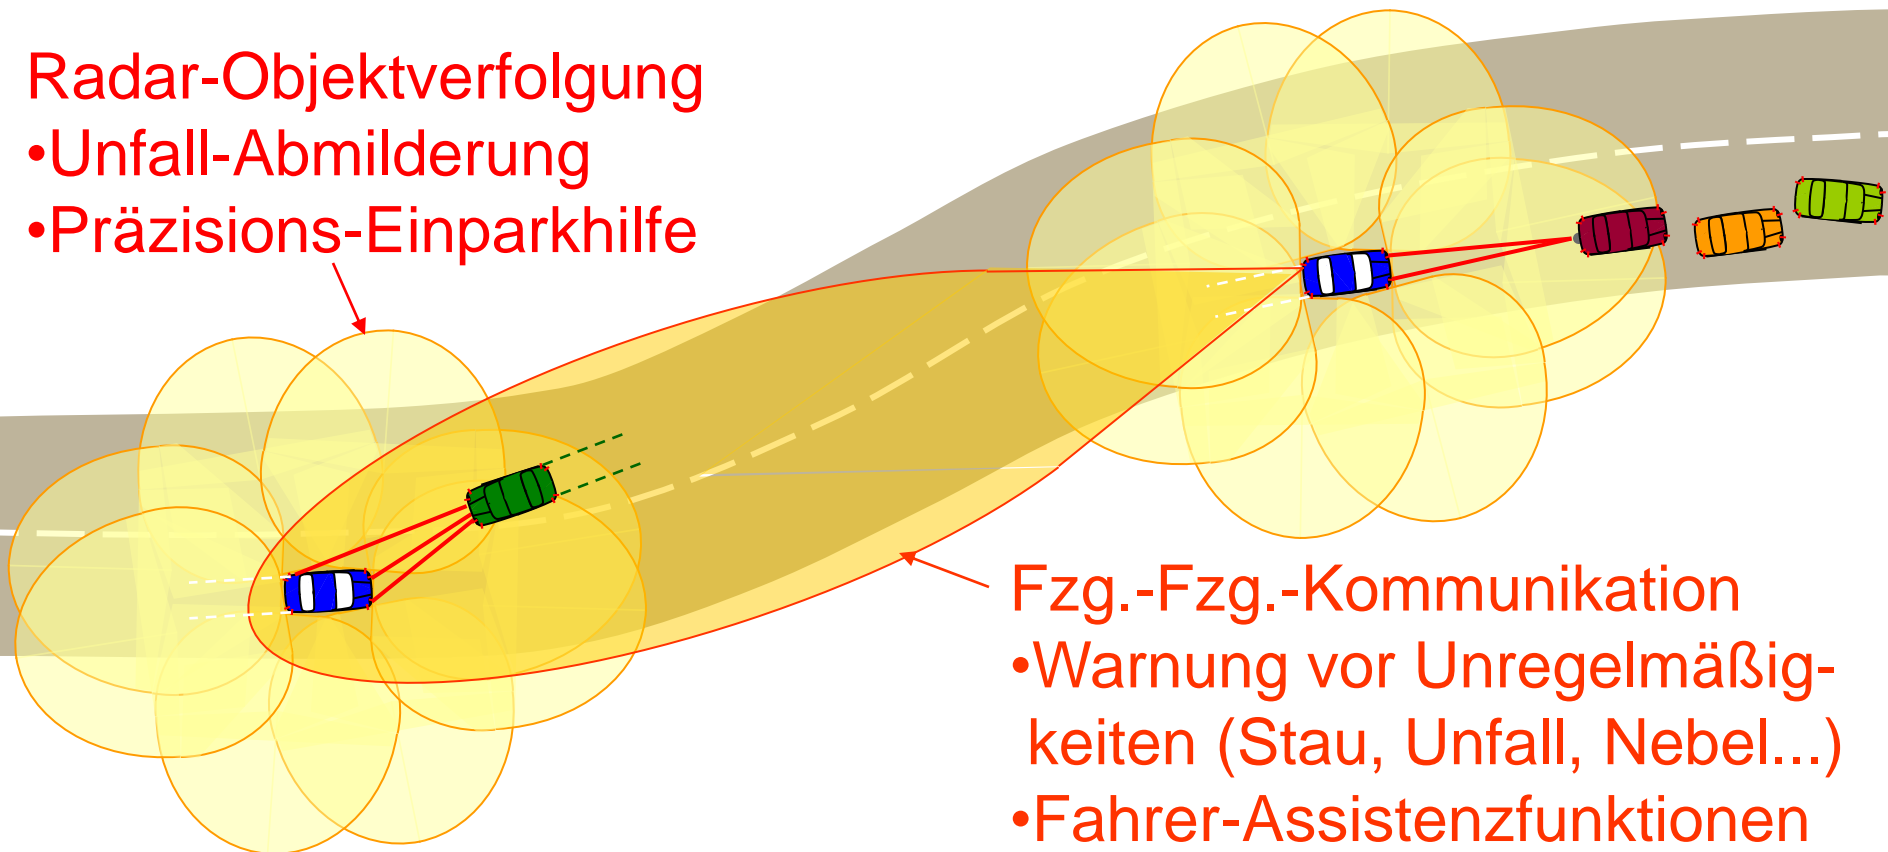 Radar-Objektverfolgung
•Unfall-Abmilderung
•Präzisions-Einparkhilfe
Fzg.-Fzg.-Kommunikation
•Warnung vor Unregelmäßig-
keiten (Stau, Unfall, Nebel...)
•Fahrer-Assistenzfunktionen